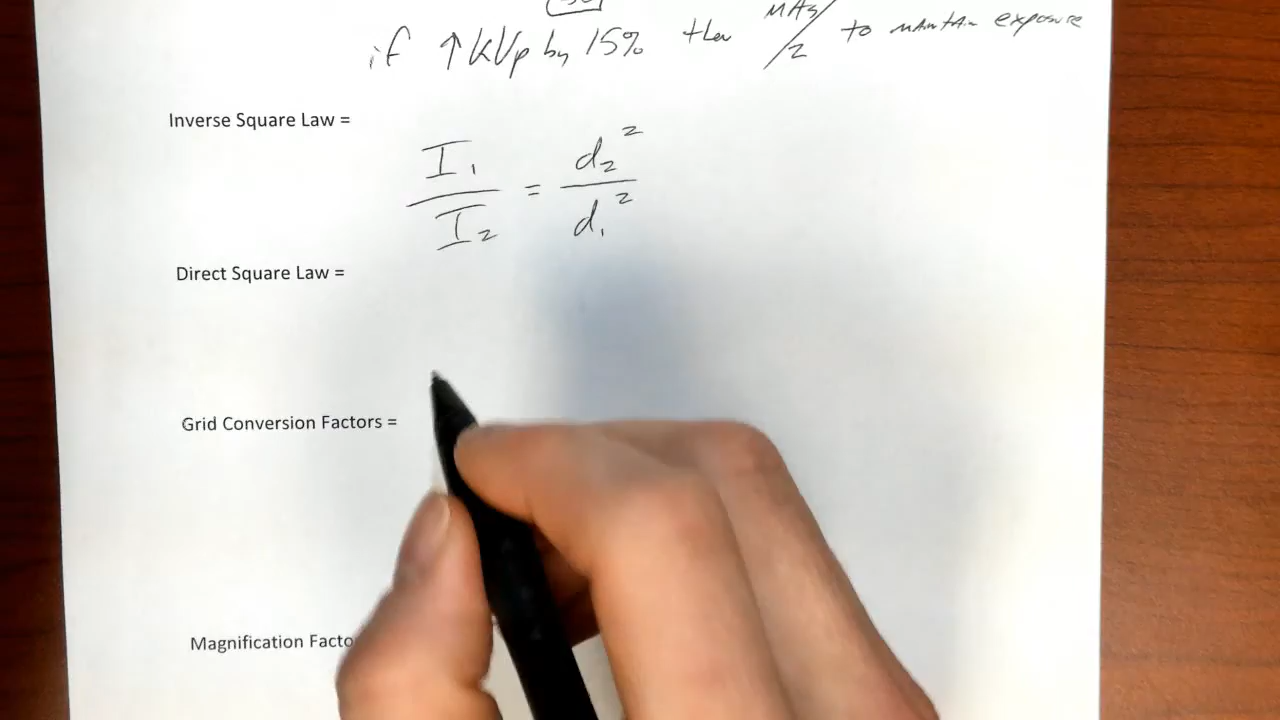 if ↑ kVp by 15% then MAs/2 to maintain exposure
Inverse Square Law =
I₁/I₂ = d₂²/d₁²
Direct Square Law =
Grid Conversion Factors =
Magnification Facto